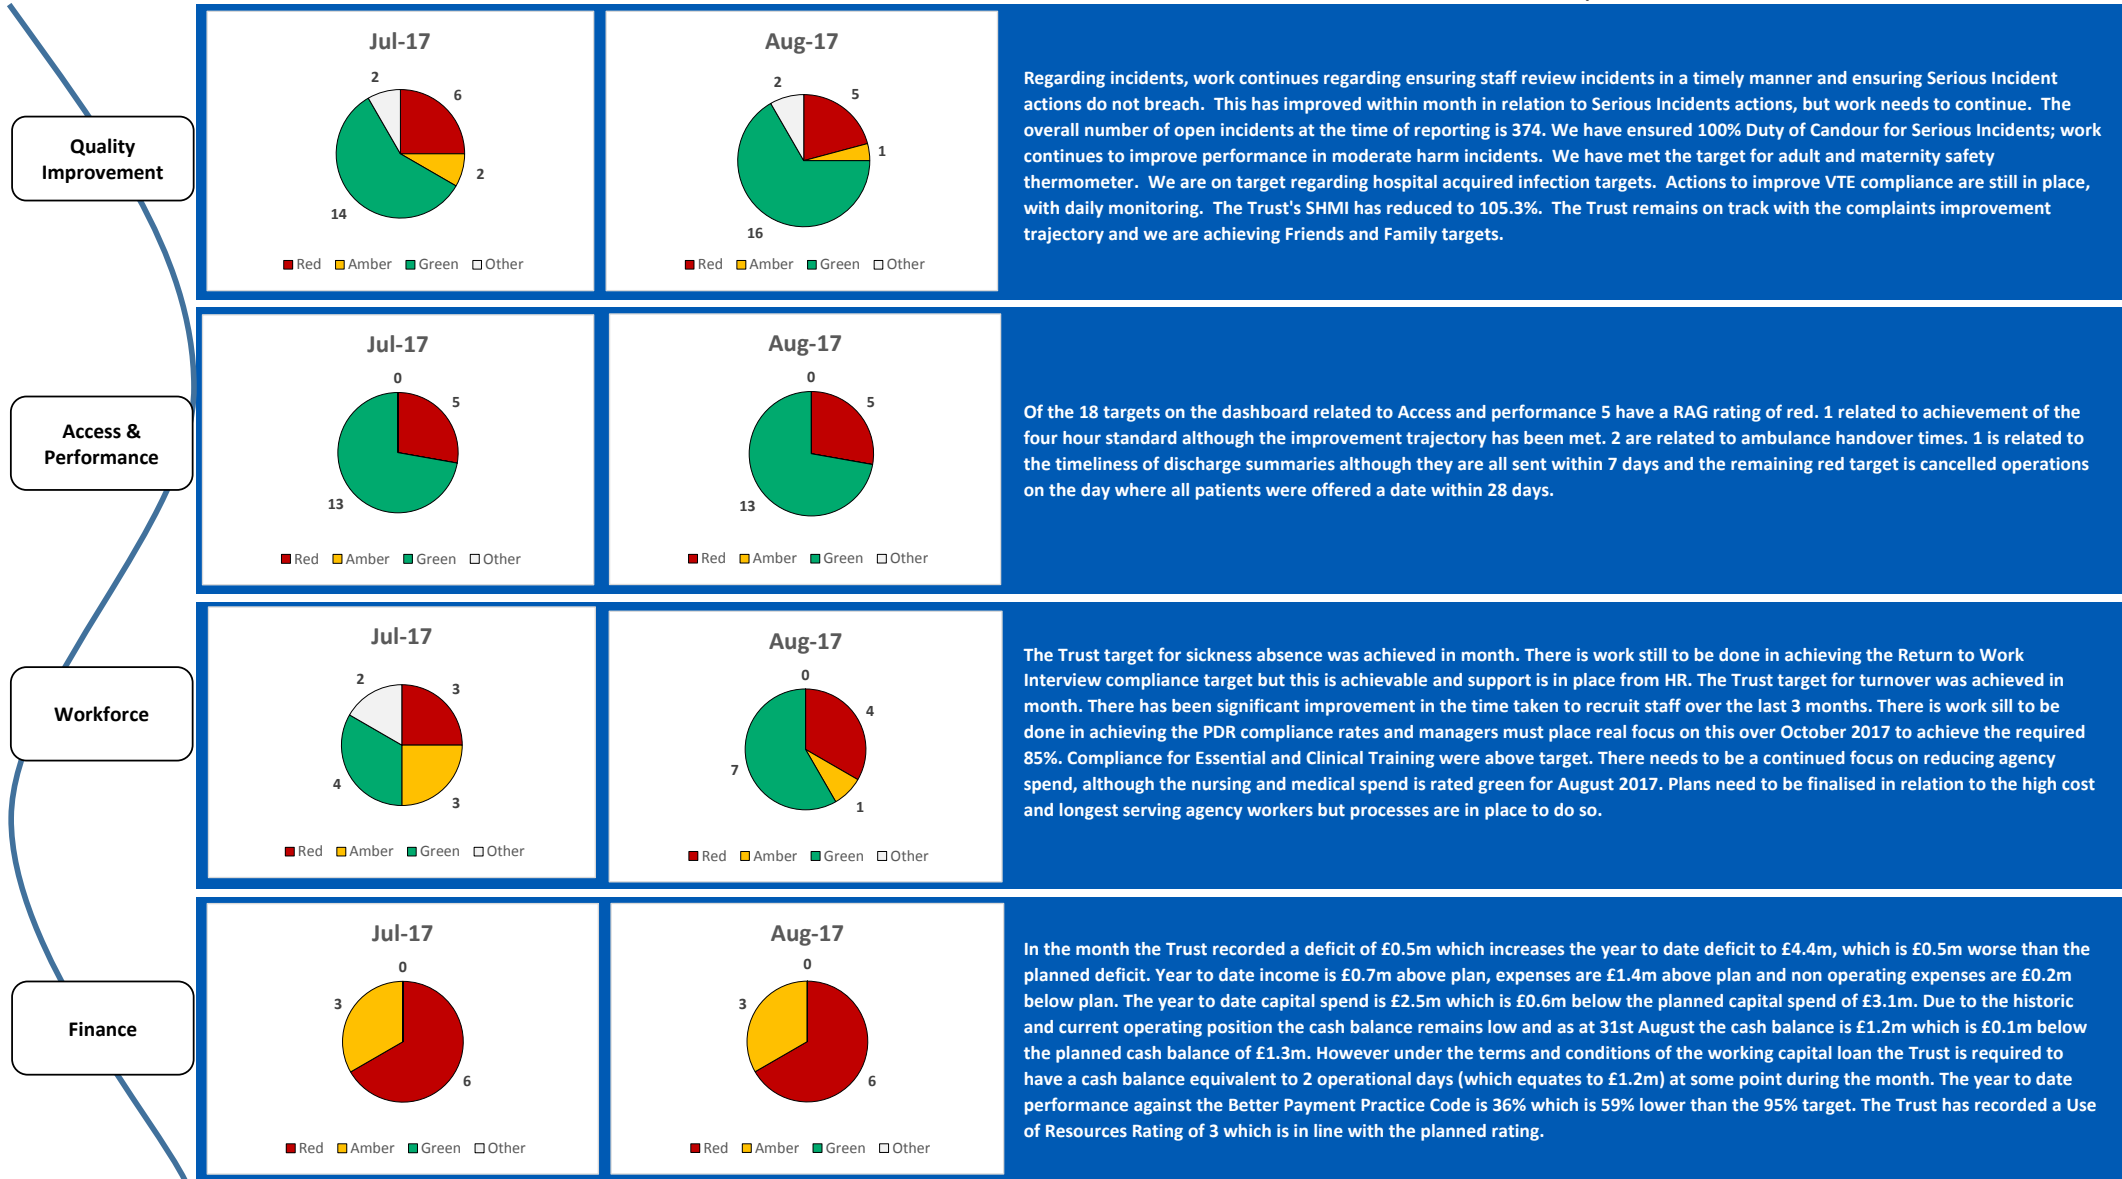 Quality
Improvement
Jul-17
2
6
2
14
Red Amber Green Other
Aug-17
2
5
1
16
Red Amber Green Other
Regarding incidents, work continues regarding ensuring staff review incidents in a timely manner and ensuring Serious Incident
actions do not breach. This has improved within month in relation to Serious Incidents actions, but work needs to continue. The
overall number of open incidents at the time of reporting is 374. We have ensured 100% Duty of Candour for Serious Incidents; work
continues to improve performance in moderate harm incidents. We have met the target for adult and maternity safety
thermometer. We are on target regarding hospital acquired infection targets. Actions to improve VTE compliance are still in place,
with daily monitoring. The Trust's SHMI has reduced to 105.3%. The Trust remains on track with the complaints improvement
trajectory and we are achieving Friends and Family targets.
Access &
Performance
Jul-17
0
5
13
Red Amber Green Other
Aug-17
0
5
13
Red Amber Green Other
Of the 18 targets on the dashboard related to Access and performance 5 have a RAG rating of red. 1 related to achievement of the
four hour standard although the improvement trajectory has been met. 2 are related to ambulance handover times. 1 is related to
the timeliness of discharge summaries although they are all sent within 7 days and the remaining red target is cancelled operations
on the day where all patients were offered a date within 28 days.
Workforce
Jul-17
2
3
4
3
Red Amber Green Other
Aug-17
0
4
7
1
Red Amber Green Other
The Trust target for sickness absence was achieved in month. There is work still to be done in achieving the Return to Work
Interview compliance target but this is achievable and support is in place from HR. The Trust target for turnover was achieved in
month. There has been significant improvement in the time taken to recruit staff over the last 3 months. There is work sill to be
done in achieving the PDR compliance rates and managers must place real focus on this over October 2017 to achieve the required
85%. Compliance for Essential and Clinical Training were above target. There needs to be a continued focus on reducing agency
spend, although the nursing and medical spend is rated green for August 2017. Plans need to be finalised in relation to the high cost
and longest serving agency workers but processes are in place to do so.
Finance
Jul-17
0
3
6
Red Amber Green Other
Aug-17
0
3
6
Red Amber Green Other
In the month the Trust recorded a deficit of £0.5m which increases the year to date deficit to £4.4m, which is £0.5m worse than the
planned deficit. Year to date income is £0.7m above plan, expenses are £1.4m above plan and non operating expenses are £0.2m
below plan. The year to date capital spend is £2.5m which is £0.6m below the planned capital spend of £3.1m. Due to the historic
and current operating position the cash balance remains low and as at 31st August the cash balance is £1.2m which is £0.1m below
the planned cash balance of £1.3m. However under the terms and conditions of the working capital loan the Trust is required to
have a cash balance equivalent to 2 operational days (which equates to £1.2m) at some point during the month. The year to date
performance against the Better Payment Practice Code is 36% which is 59% lower than the 95% target. The Trust has recorded a Use
of Resources Rating of 3 which is in line with the planned rating.